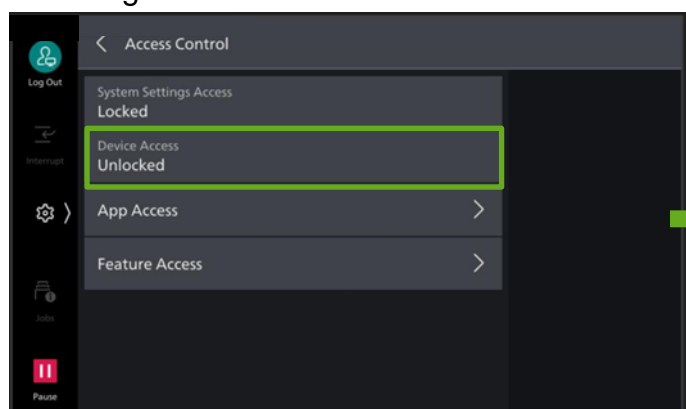 Access Control
Log Out
System Settings Access
Locked
Device Access
Unlocked
Interrupt
App Access
Feature Access
Jobs
Pause